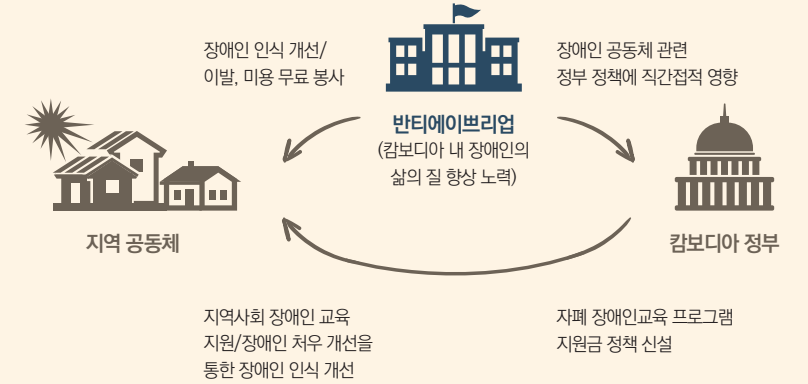 장애인 인식 개선/
이발, 미용 무료 봉사
장애인 공동체 관련
정부 정책에 직간접적 영향
반티에이쁘리업
(캄보디아 내 장애인의
삶의 질 향상 노력)
지역 공동체
캄보디아 정부
지역사회 장애인 교육
지원/장애인 처우 개선을
통한 장애인 인식 개선
자폐 장애인교육 프로그램
지원금 정책 신설